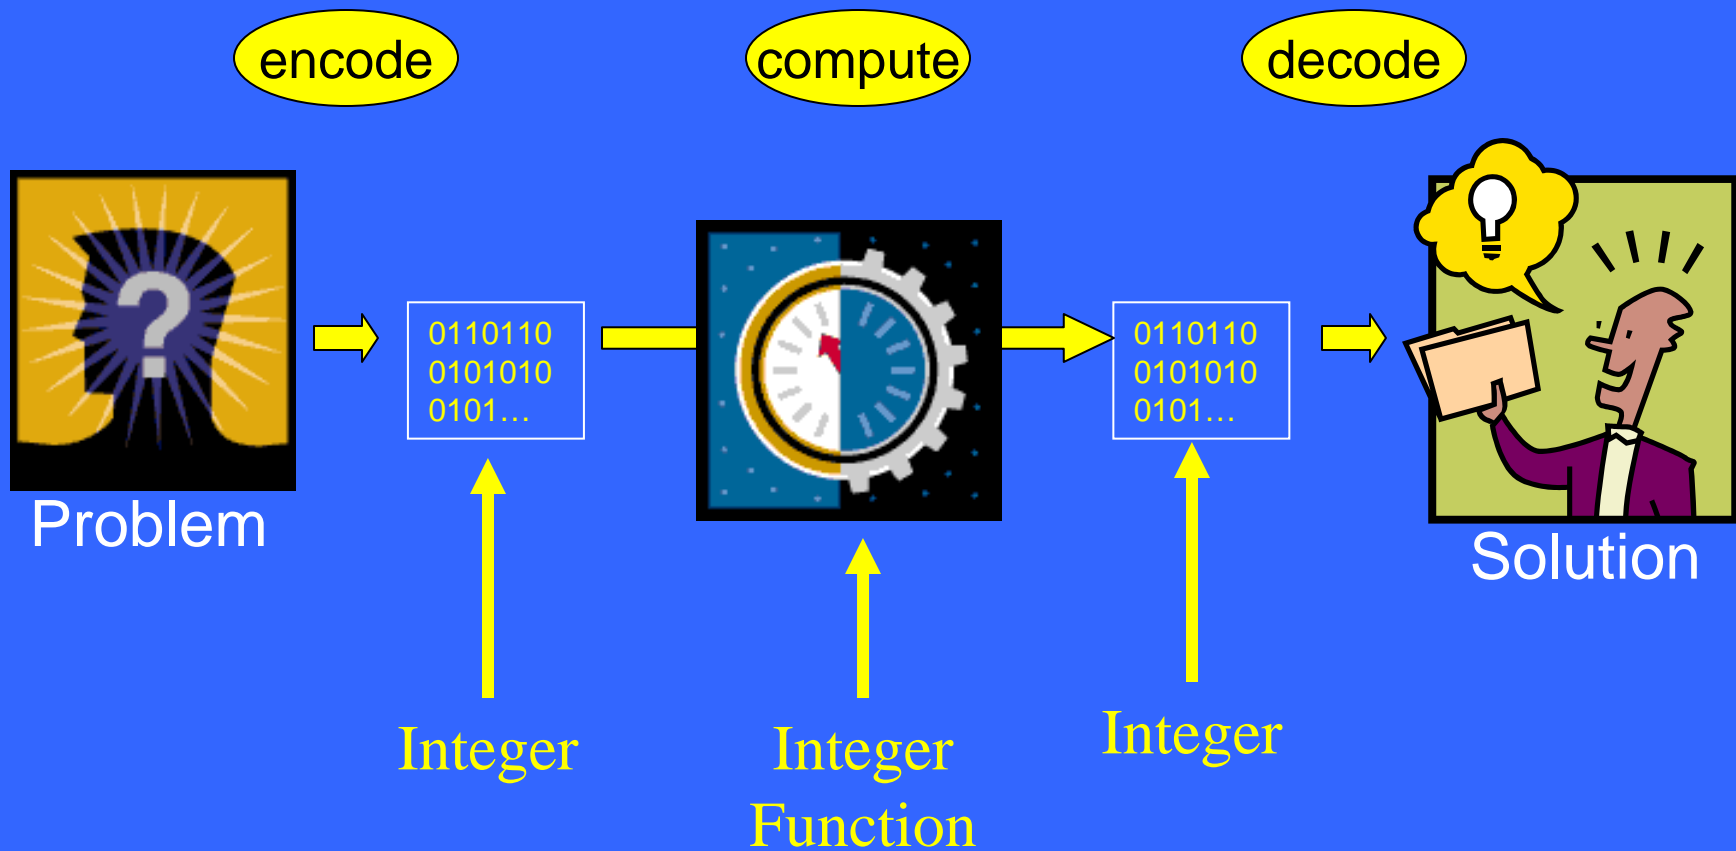 encode
compute
decode
?
0110110
0101010
0101…
0110110
0101010
0101…
Problem
Solution
Integer
Integer
Function
Integer